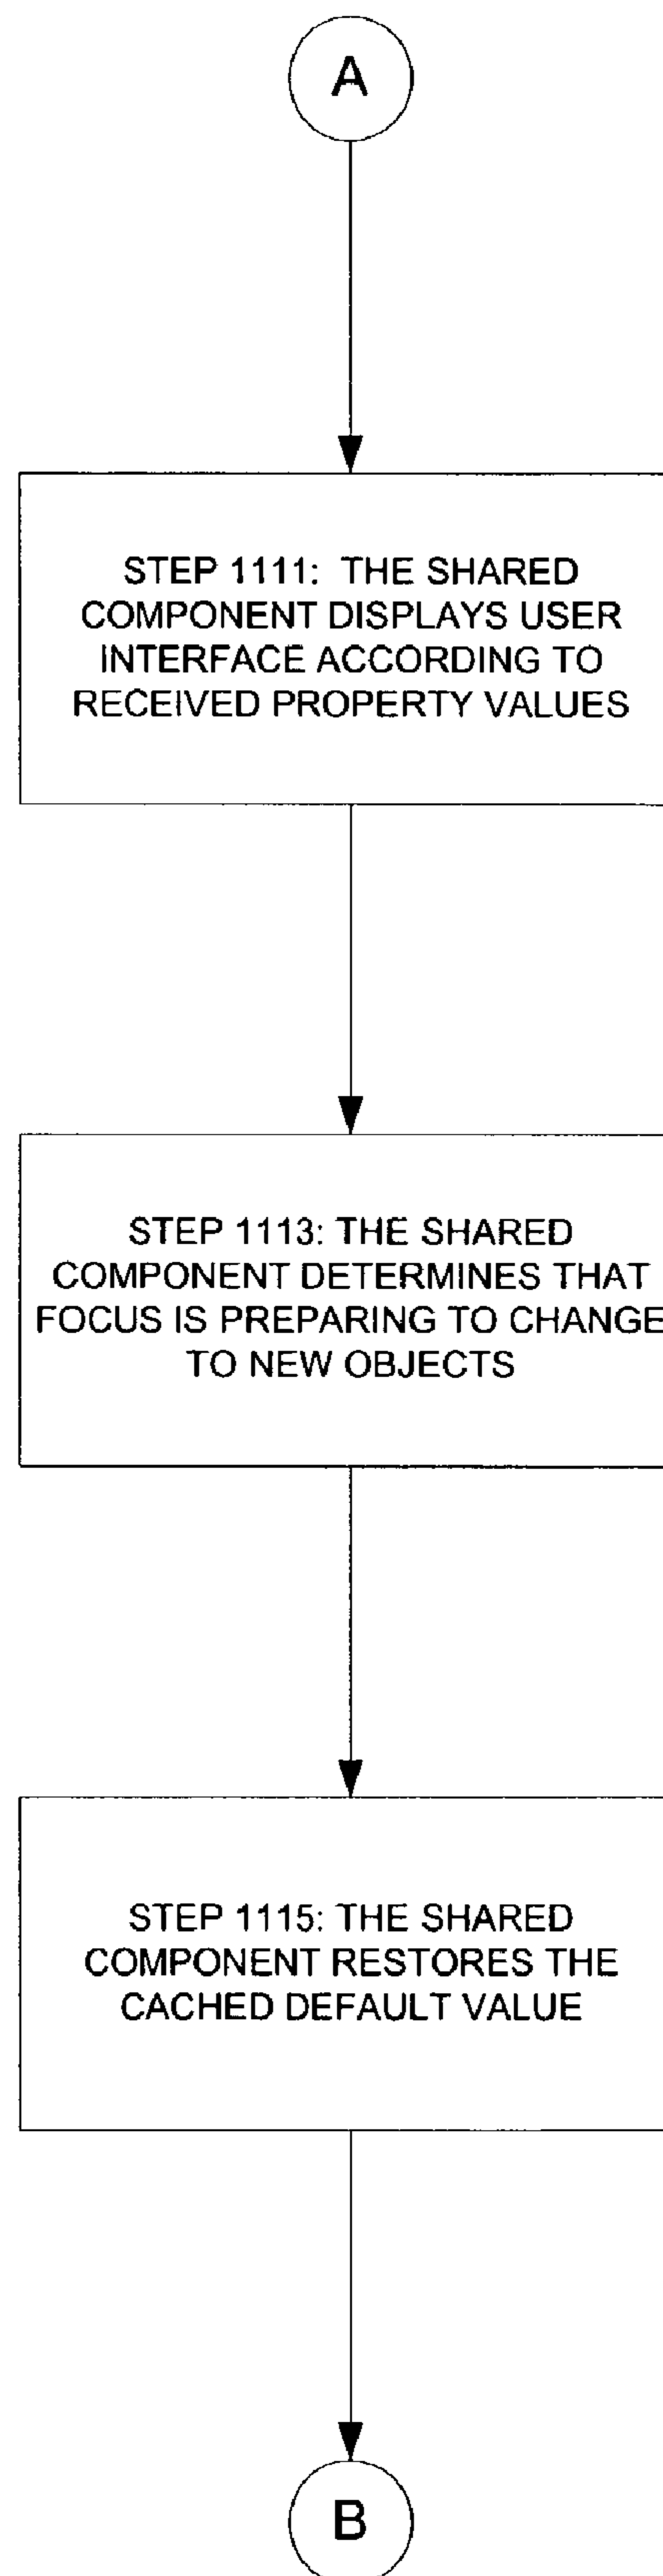 A
STEP 1111: THE SHARED
COMPONENT DISPLAYS USER
INTERFACE ACCORDING TO
RECEIVED PROPERTY VALUES
STEP 1113: THE SHARED
COMPONENT DETERMINES THAT
FOCUS IS PREPARING TO CHANGE
TO NEW OBJECTS
STEP 1115: THE SHARED
COMPONENT RESTORES THE
CACHED DEFAULT VALUE
B